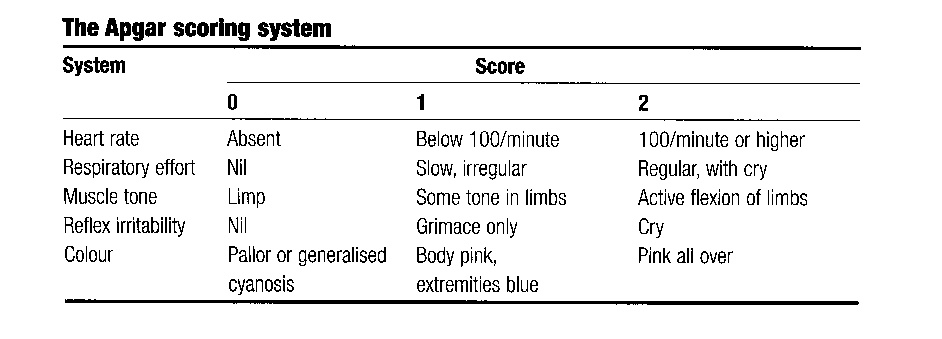 The Apgar scoring system
System Score
0 1 2
Heart rate Absent Below 100/minute 100/minute or higher
Respiratory effort Nil Slow, irregular Regular, with cry
Muscle tone Limp Some tone in limbs Active flexion of limbs
Reflex irritability Nil Grimace only Cry
Colour Pallor or generalised Body pink, Pink all over
cyanosis extremities blue